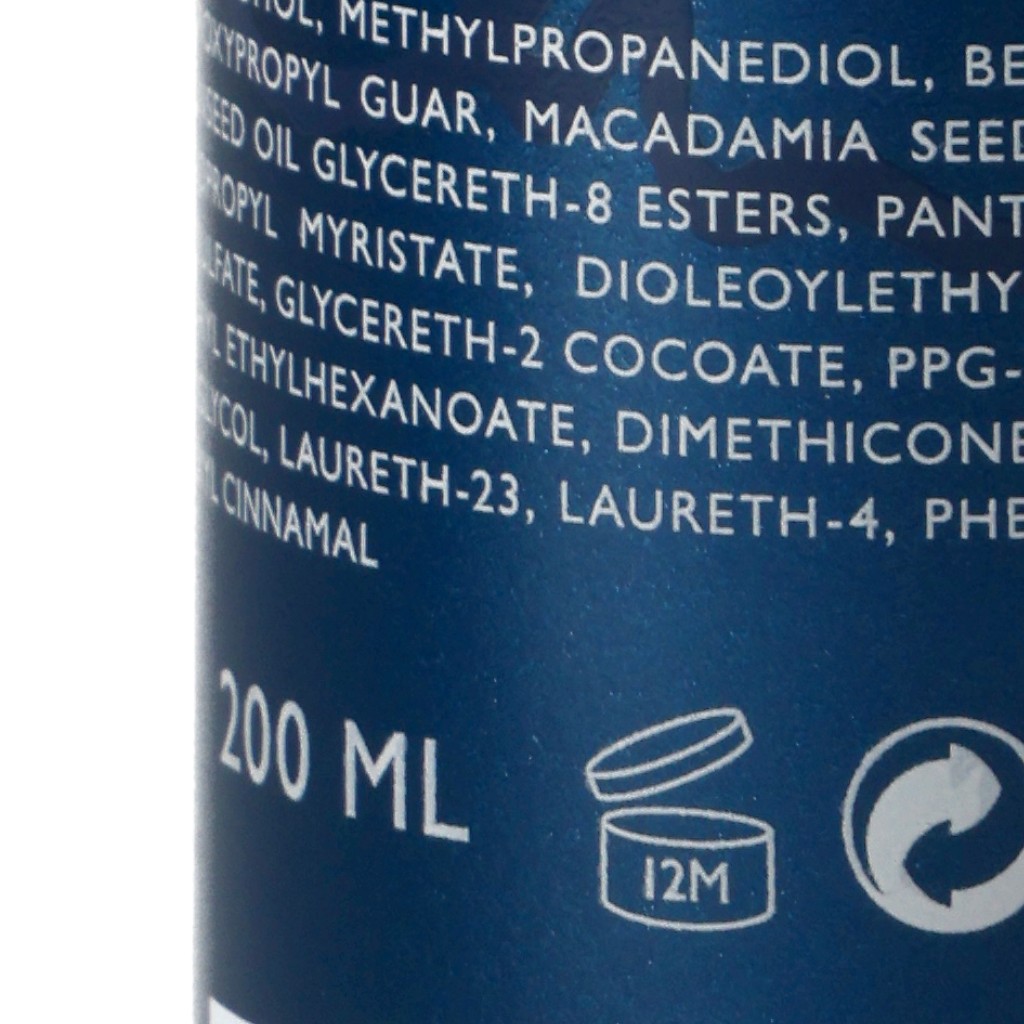 METHYLPROPANEDIOL,
GUAR, MACADAMIA SEED
SEED OIL GLYCERETH-8 ESTERS, PANT
MYRISTATE, DIOLEOYLETHY
GLYCERETH-2 COCOATE, PPG-
ETHYLHEXANOATE, DIMETHICONE
LAURETH-23, LAURETH-4, PHE
CINNAMAL
200 ML
12M